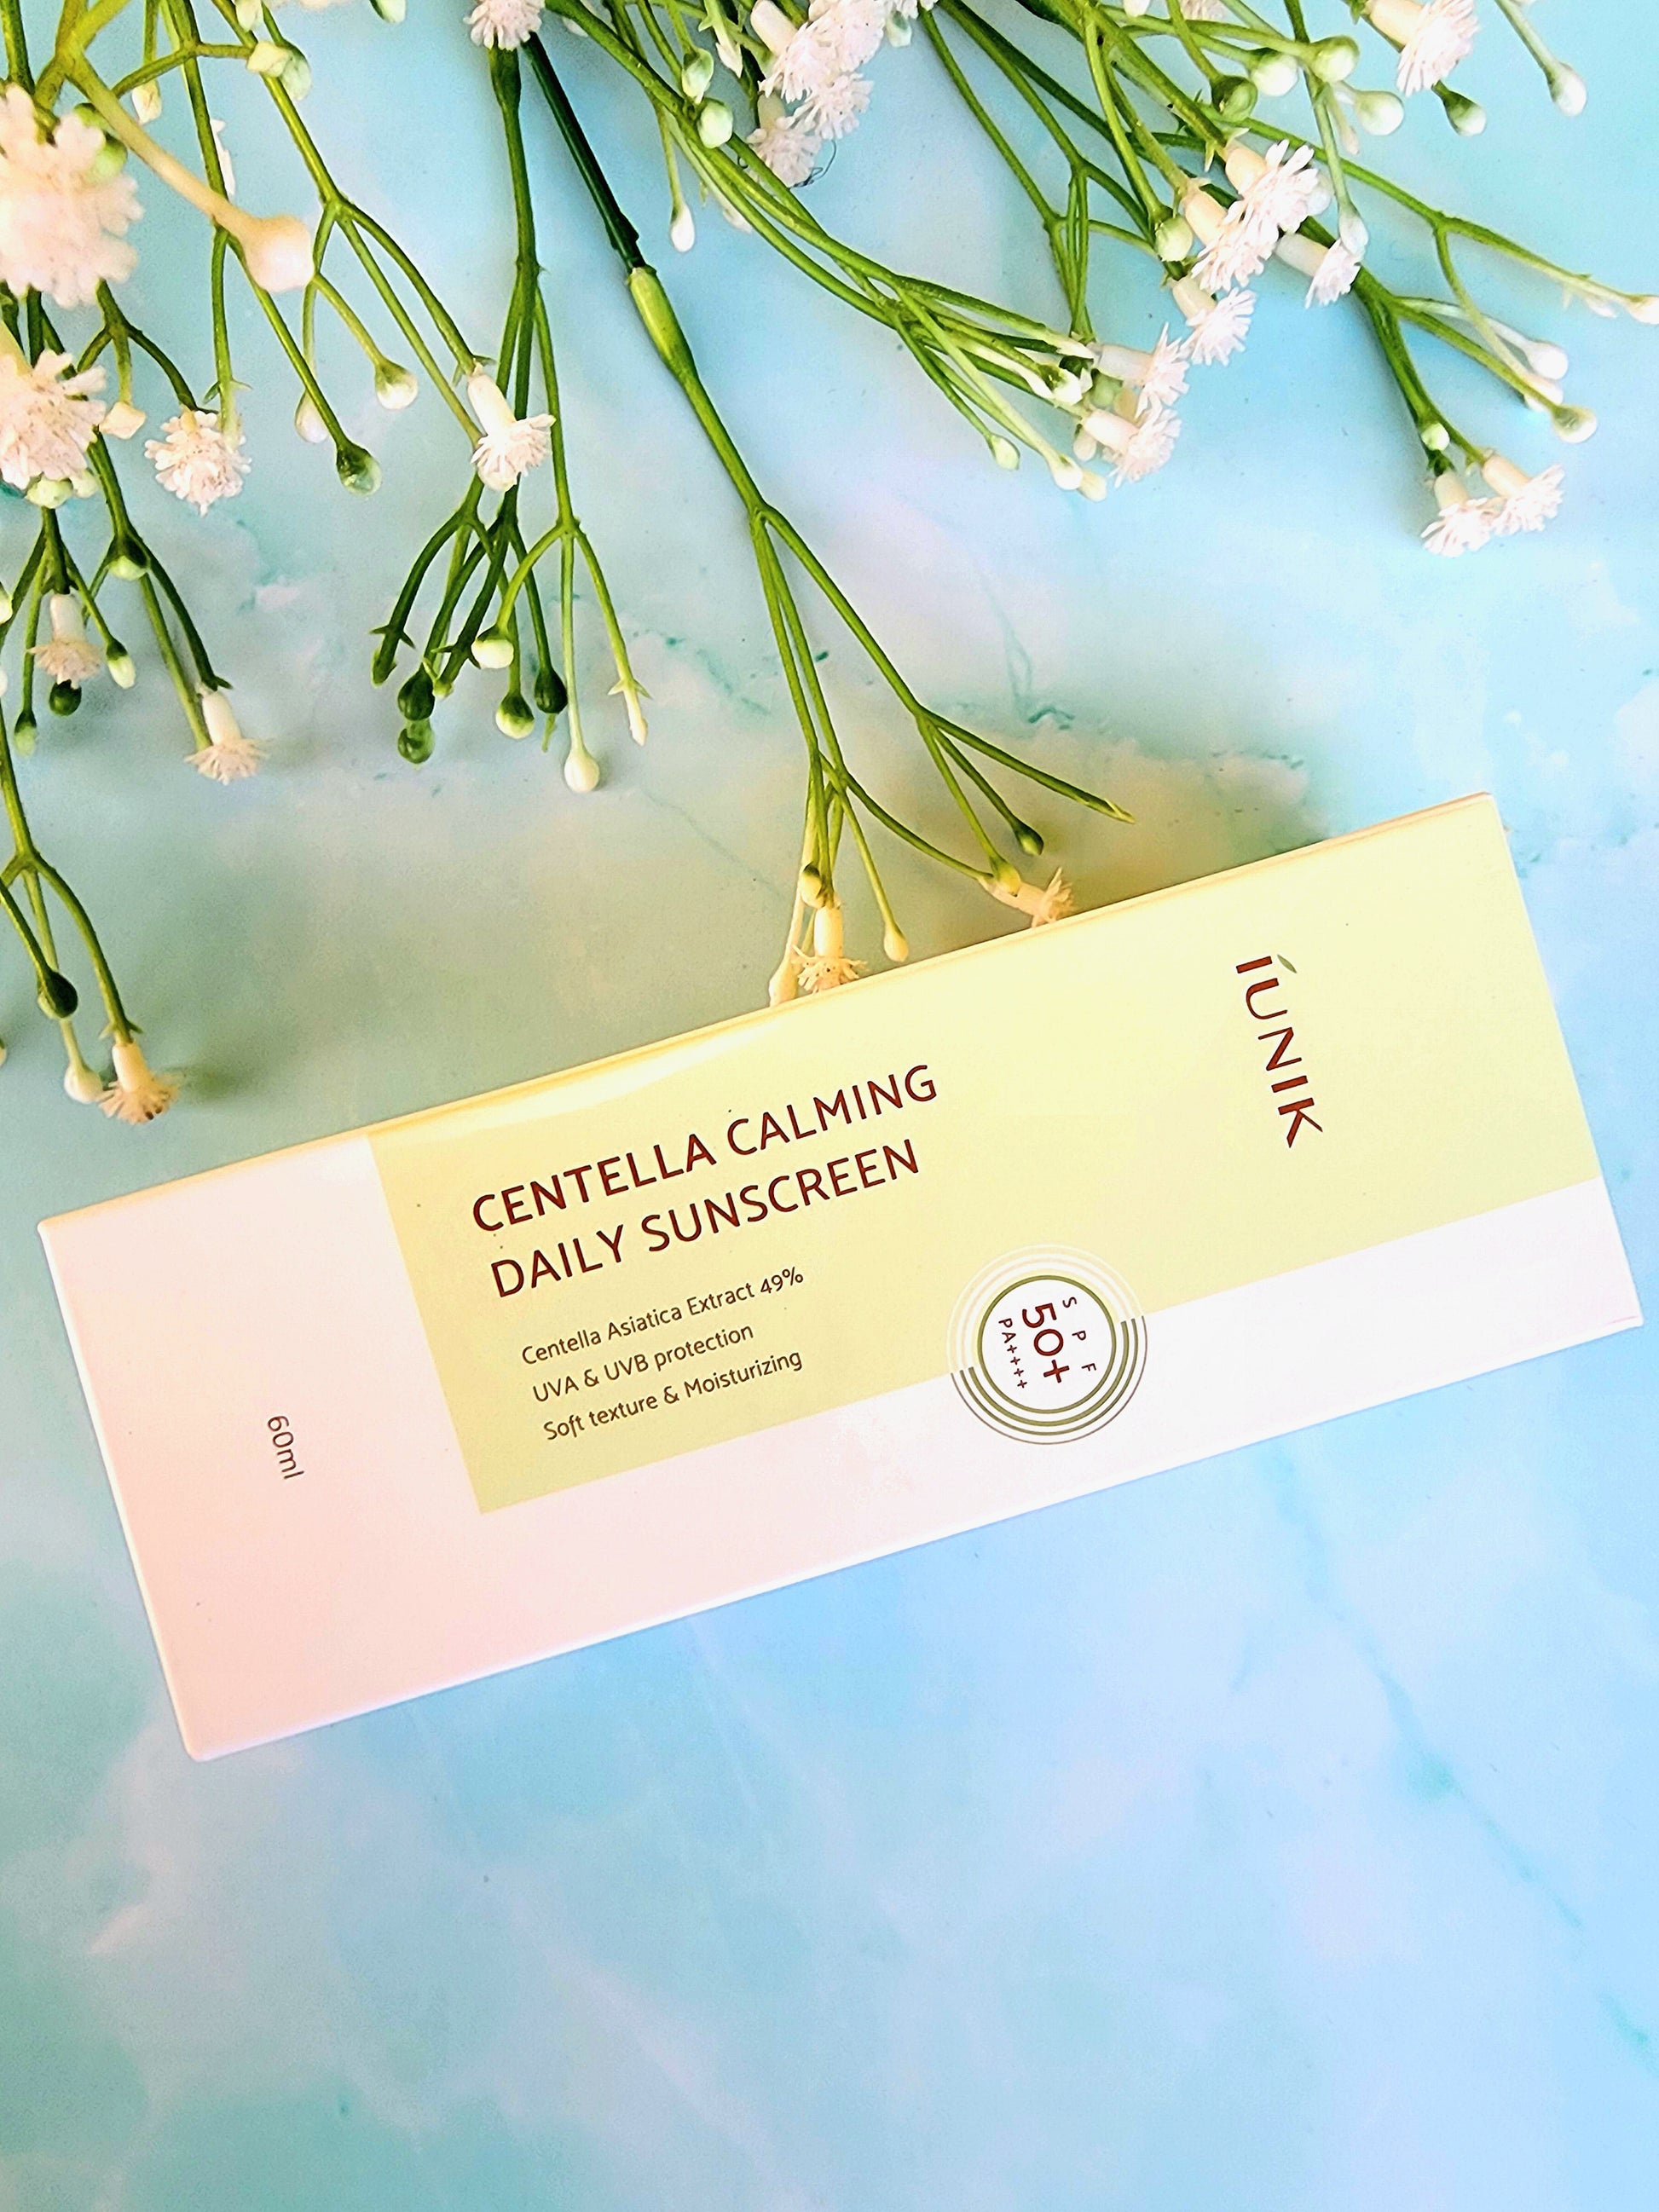 IUNIK
CENTELLA CALMING
DAILY SUNSCREEN
Centella Asiatica Extract 49%
UVA & UVB protection
Soft texture & Moisturizing
SPF
50+
PA++++
60ml